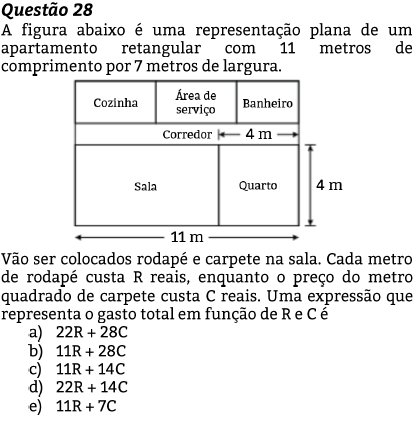 Questão 28
A figura abaixo é uma representação plana de um
apartamento retangular com 11 metros de
comprimento por 7 metros de largura.
Cozinha
Área de
serviço
Banheiro
Corredor
4 m
Sala
Quarto
4 m
11 m
Vão ser colocados rodapé e carpete na sala. Cada metro
de rodapé custa R reais, enquanto o preço do metro
quadrado de carpete custa C reais. Uma expressão que
representa o gasto total em função de R e C é
a) 22R + 28C
b) 11R + 28C
c) 11R + 14C
d) 22R + 14C
e) 11R + 7C